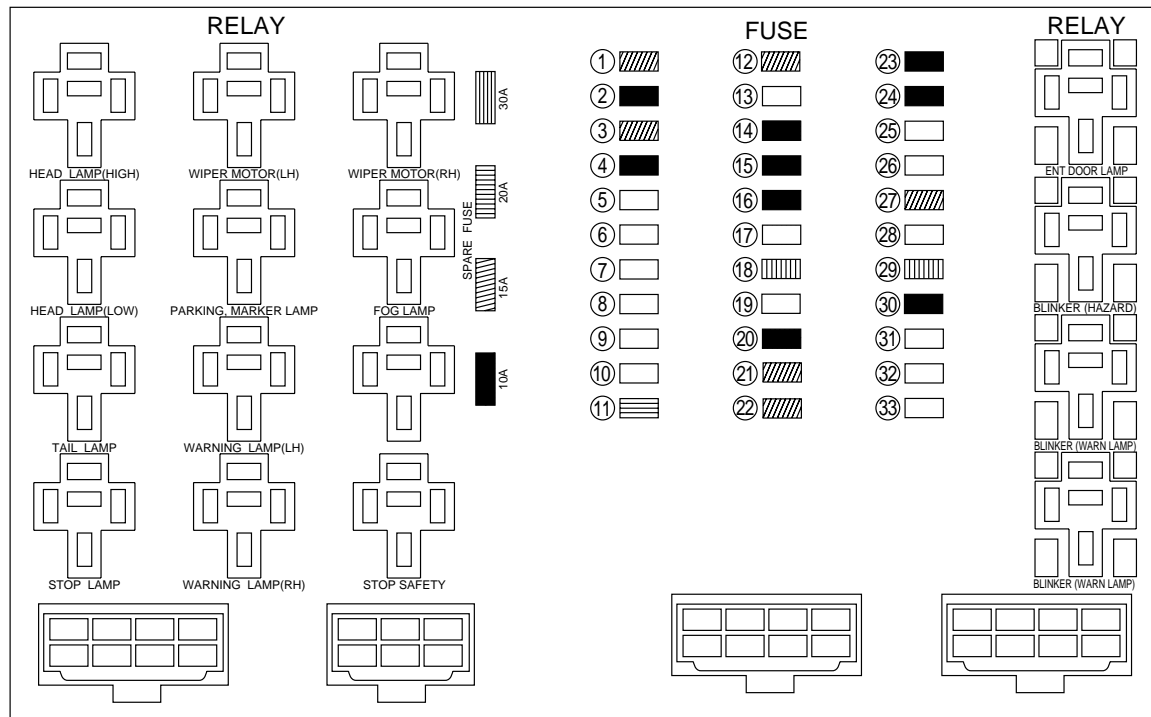 RELAY
FUSE
RELAY
HEAD LAMP(HIGH)
WIPER MOTOR(LH)
WIPER MOTOR(RH)
HEAD LAMP(LOW)
PARKING, MARKER LAMP
FOG LAMP
TAIL LAMP
WARNING LAMP(LH)
STOP LAMP
WARNING LAMP(RH)
STOP SAFETY
SPARE FUSE
30A
20A
15A
10A
1
2
3
4
5
6
7
8
9
10
11
12
13
14
15
16
17
18
19
20
21
22
23
24
25
26
27
28
29
30
31
32
33
ENT DOOR LAMP
BLINKER (HAZARD)
BLINKER (WARN LAMP)
BLINKER (WARN LAMP)